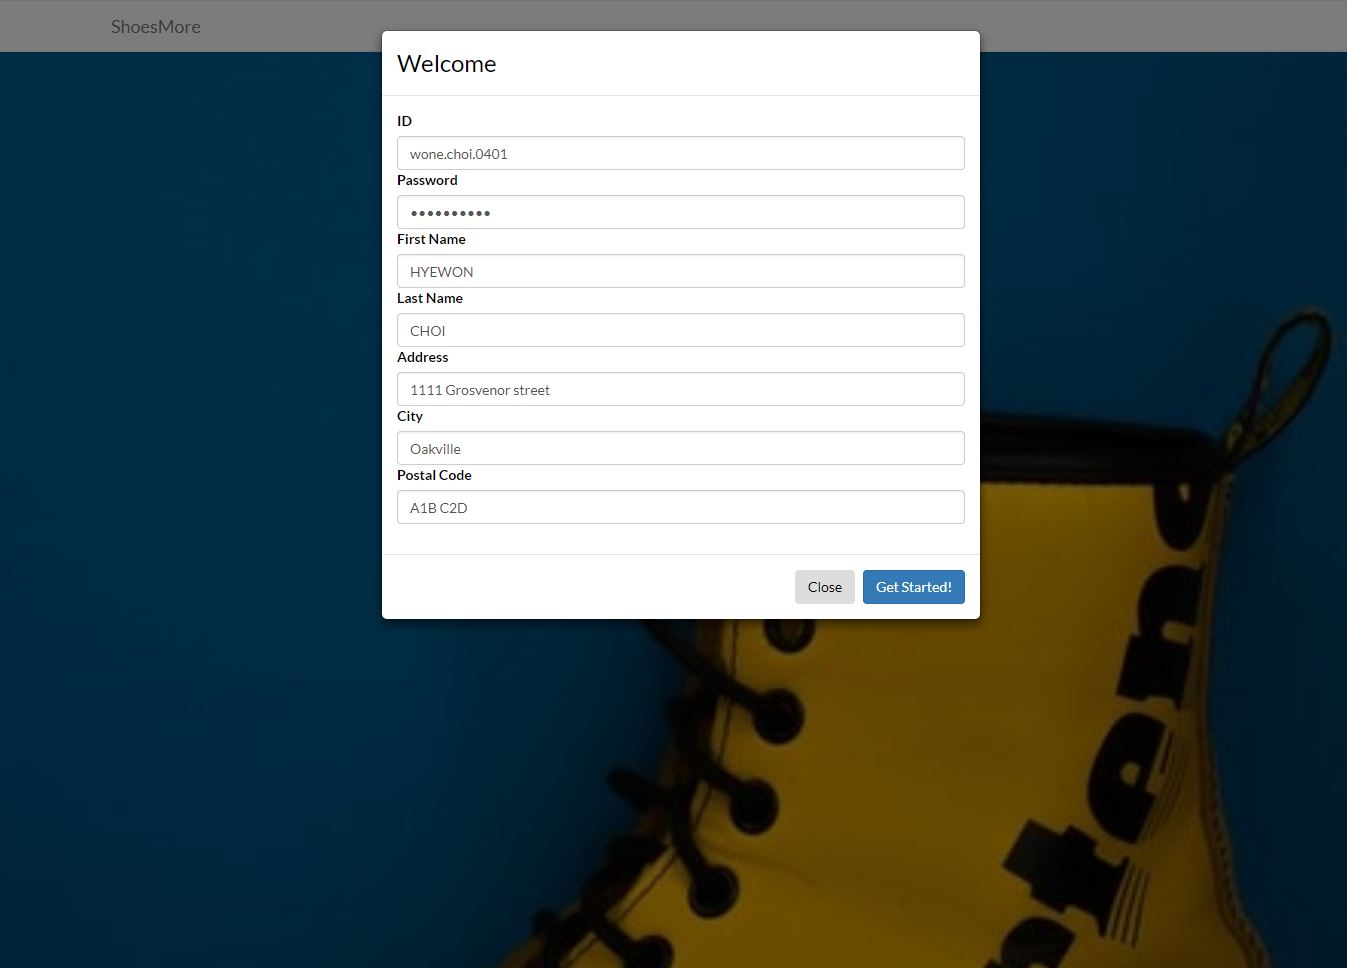 ShoesMore
Welcome
ID
wone.choi.0401
Password
••••••••••
First Name
HYEWON
Last Name
CHOI
Address
1111 Grosvenor street
City
Oakville
Postal Code
A1B C2D
Close
Get Started!